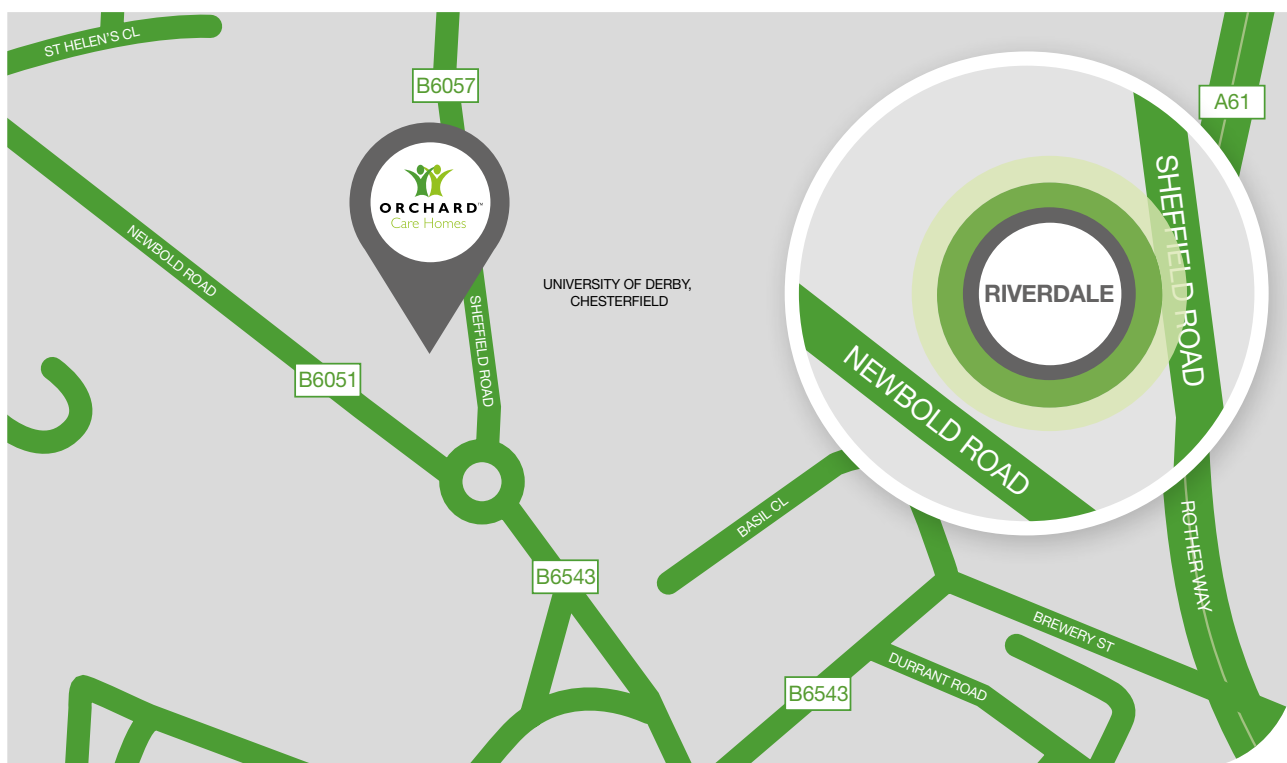 ST HELEN'S CL
B6057
A61
ORCHARD™
Care Homes
SHEFFIELD ROAD
NEWBOLD ROAD
UNIVERSITY OF DERBY,
CHESTERFIELD
RIVERDALE
SHEFFIELD ROAD
B6051
NEWBOLD ROAD
BASIL CL
ROTHER WAY
B6543
BREWERY ST
DURRANT ROAD
B6543